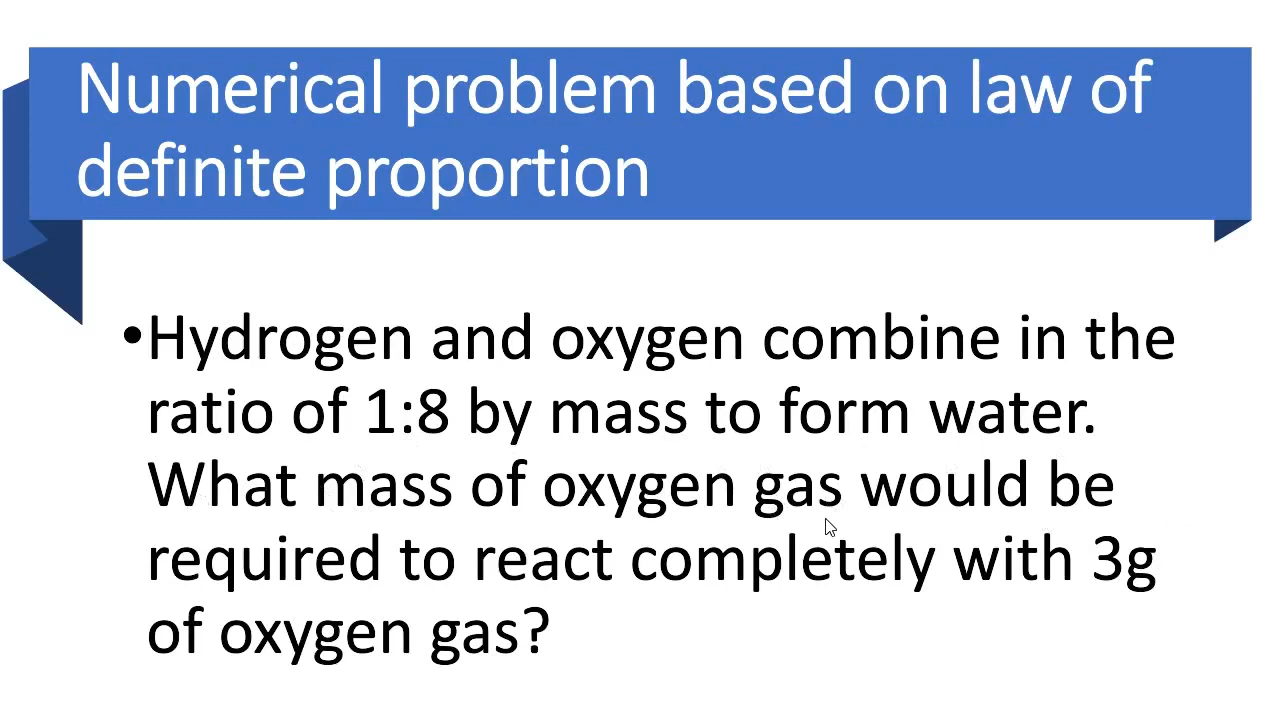 Numerical problem based on law of
definite proportion
•Hydrogen and oxygen combine in the
ratio of 1:8 by mass to form water.
What mass of oxygen gas would be
required to react completely with 3g
of oxygen gas?